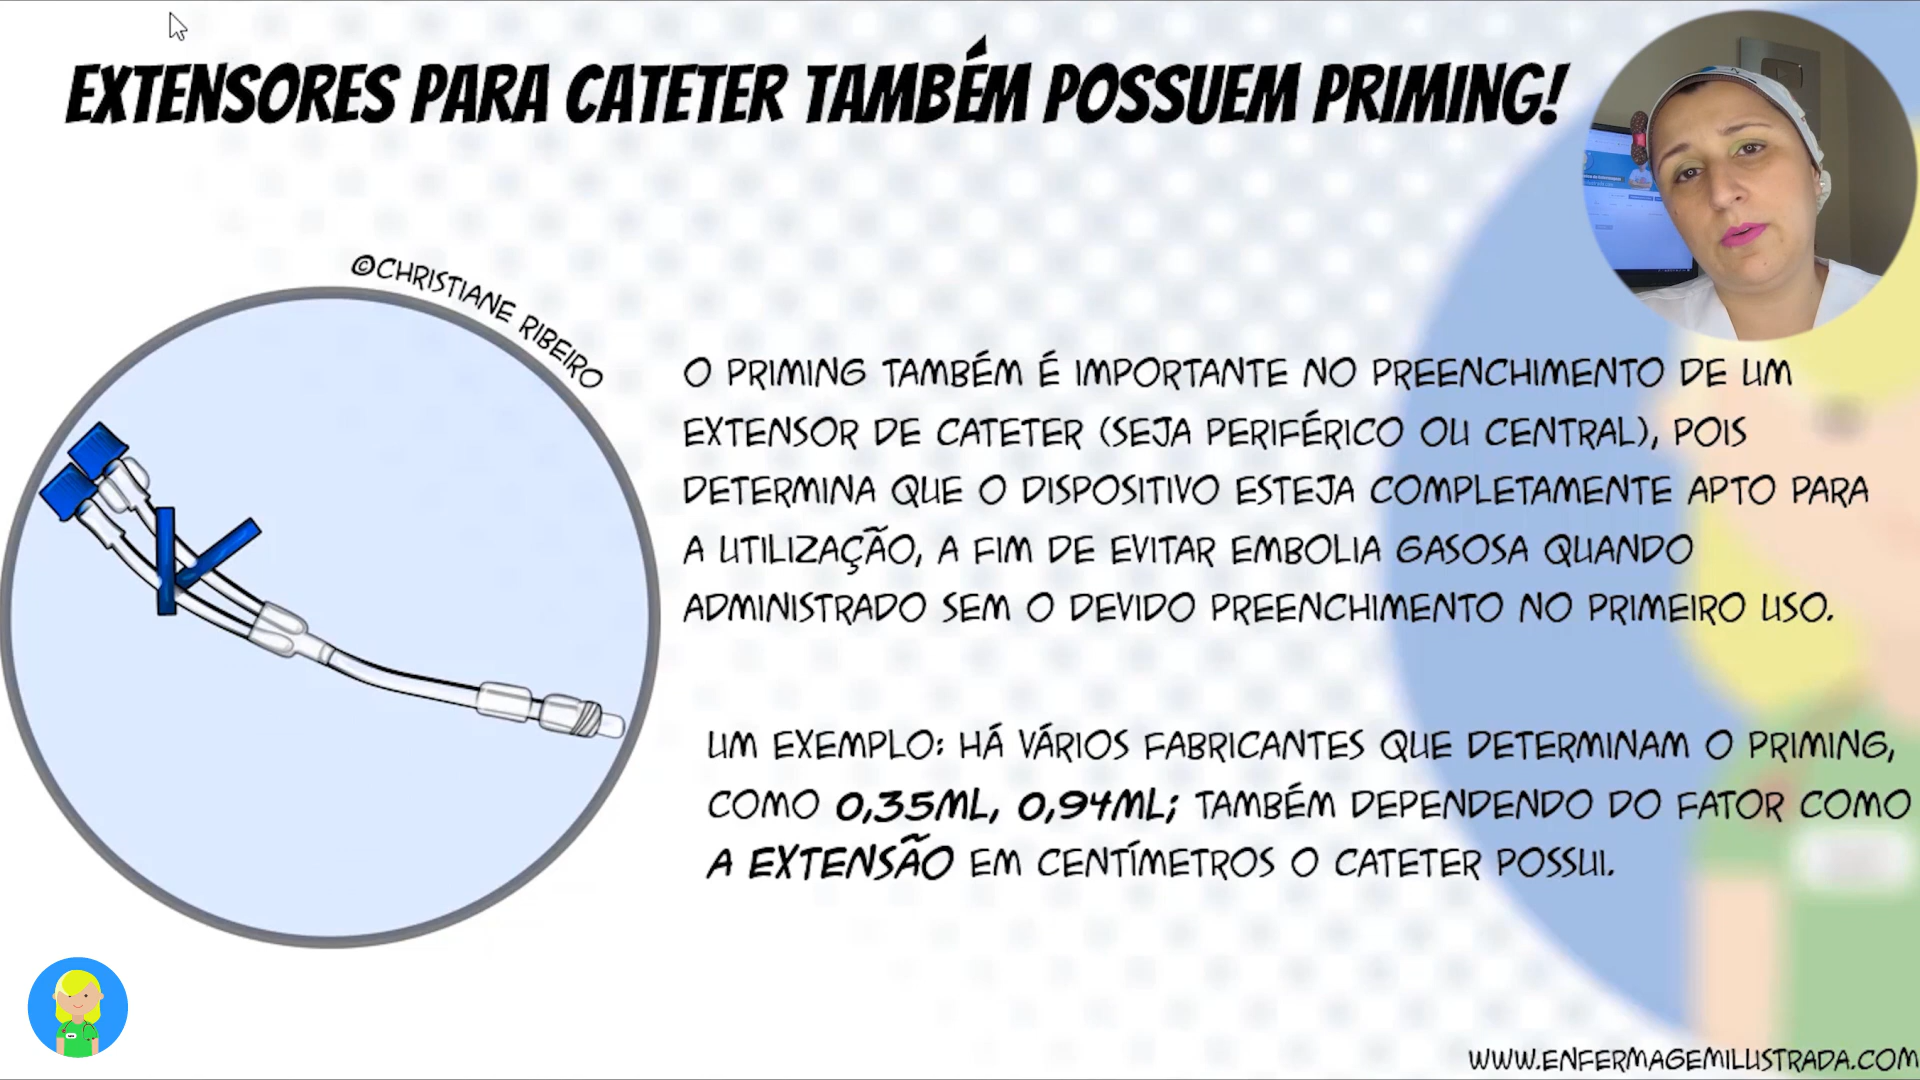 EXTENSORES PARA CATETER TAMBÉM POSSUEM PRIMING!
©CHRISTIANE RIBEIRO
O PRIMING TAMBÉM É IMPORTANTE NO PREENCHIMENTO DE UM
EXTENSOR DE CATETER (SEJA PERIFÉRICO OU CENTRAL), POIS
DETERMINA QUE O DISPOSITIVO ESTEJA COMPLETAMENTE APTO PARA
A UTILIZAÇÃO, A FIM DE EVITAR EMBOLIA GASOSA QUANDO
ADMINISTRADO SEM O DEVIDO PREENCHIMENTO NO PRIMEIRO USO.
UM EXEMPLO: HÁ VÁRIOS FABRICANTES QUE DETERMINAM O PRIMING,
COMO 0,35ML, 0,94ML; TAMBÉM DEPENDENDO DO FATOR COMO
A EXTENSÃO EM CENTÍMETROS O CATETER POSSUI.
WWW.ENFERMAGEMILUSTRADA.COM